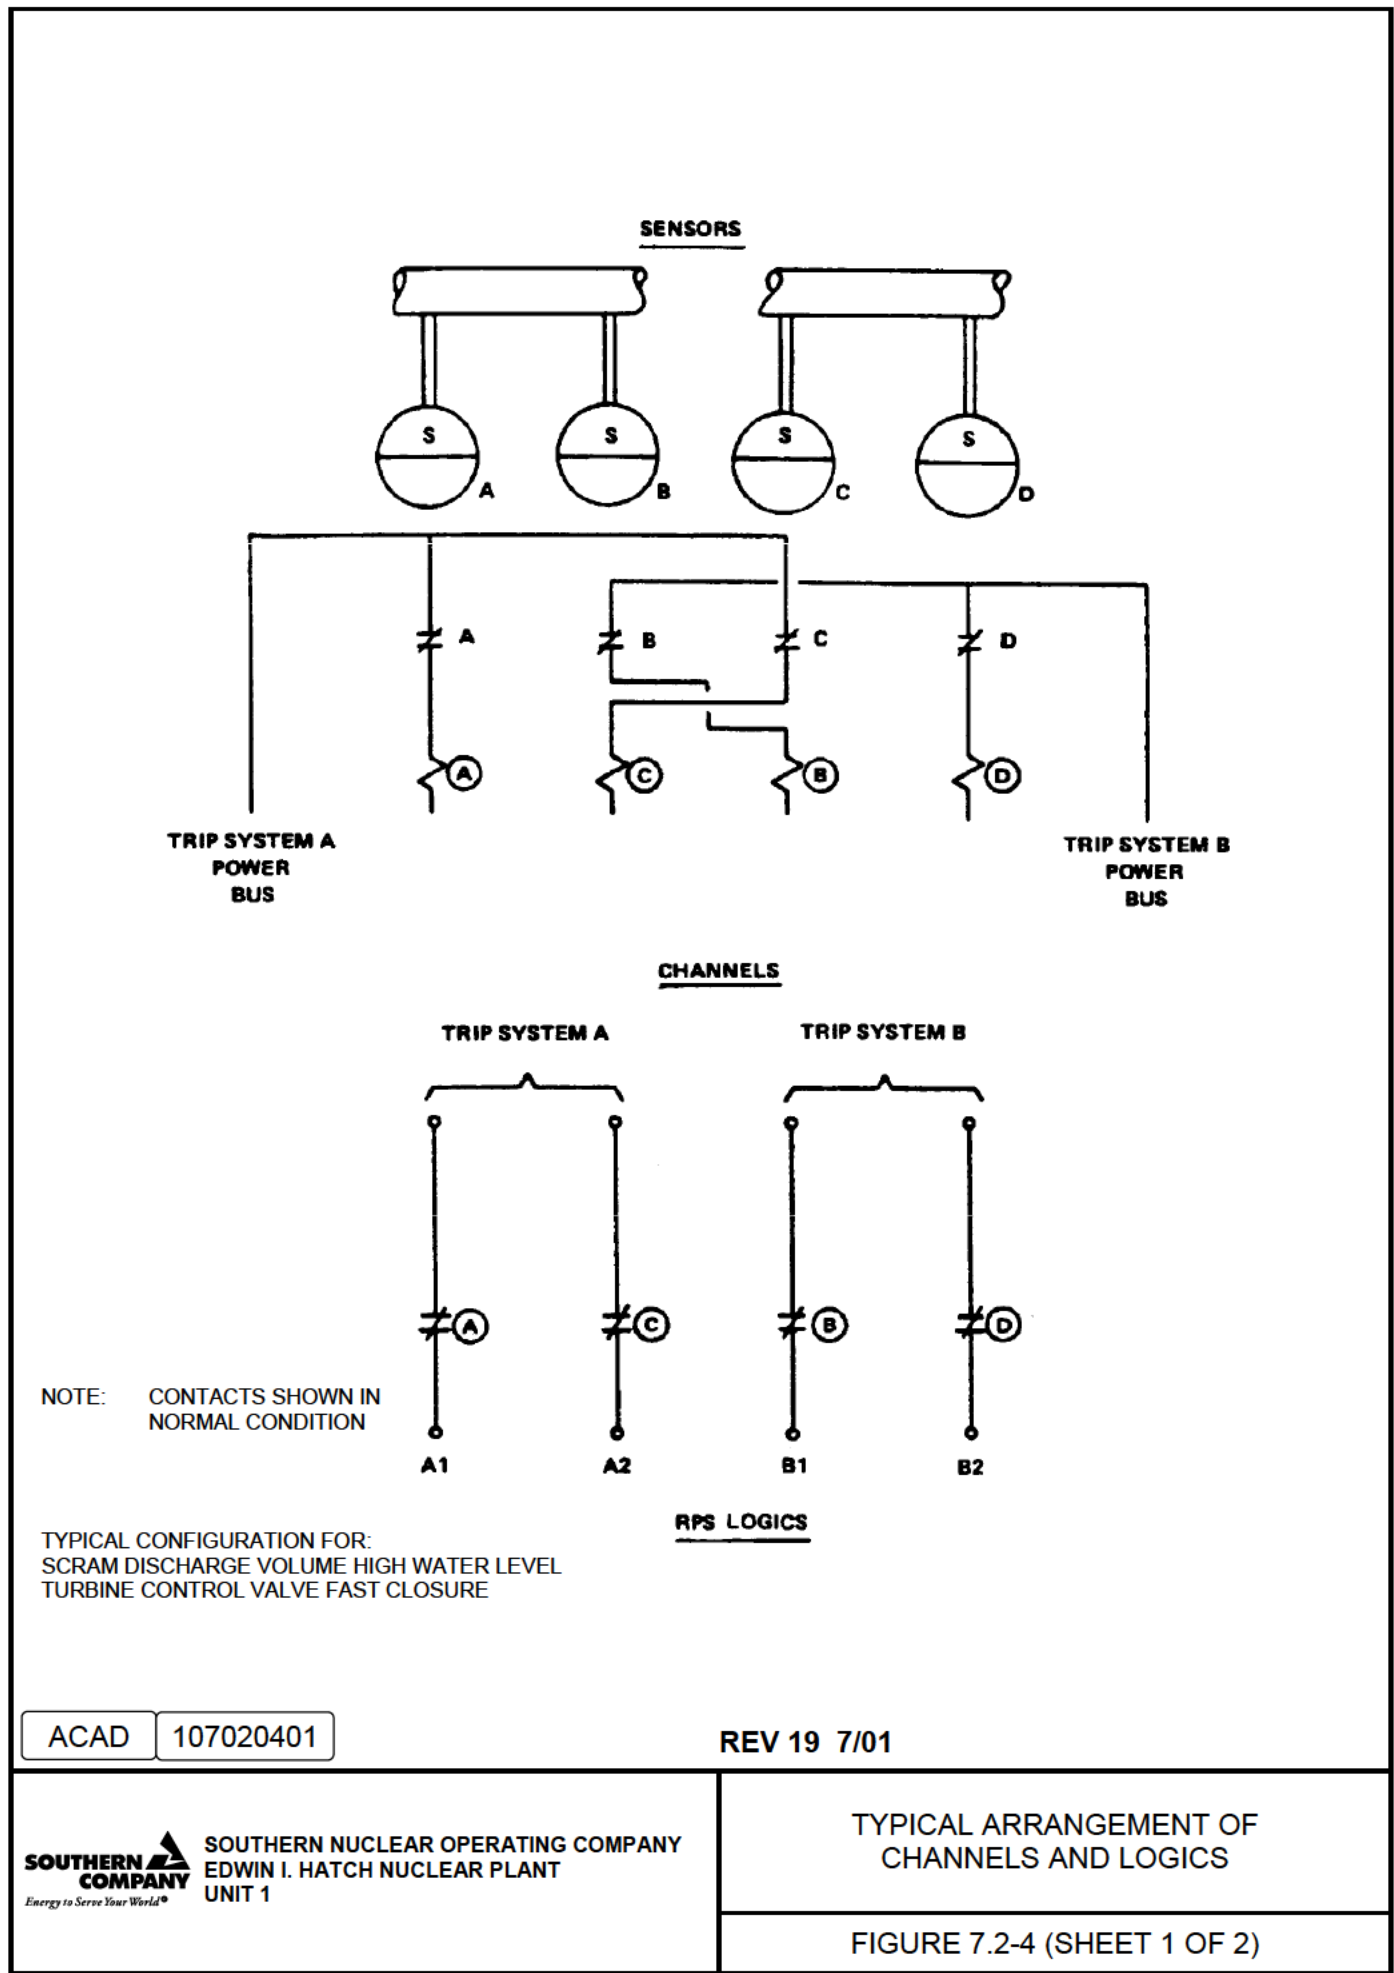 SENSORS
S
S
S
S
A
B
C
D
A
B
C
D
A
C
B
D
TRIP SYSTEM A
POWER
BUS
TRIP SYSTEM B
POWER
BUS
CHANNELS
TRIP SYSTEM A
TRIP SYSTEM B
A
C
B
D
NOTE: CONTACTS SHOWN IN
NORMAL CONDITION
A1
A2
B1
B2
RPS LOGICS
TYPICAL CONFIGURATION FOR:
SCRAM DISCHARGE VOLUME HIGH WATER LEVEL
TURBINE CONTROL VALVE FAST CLOSURE
ACAD 107020401
REV 19 7/01
SOUTHERN
COMPANY
Energy to Serve Your World®
SOUTHERN NUCLEAR OPERATING COMPANY
EDWIN I. HATCH NUCLEAR PLANT
UNIT 1
TYPICAL ARRANGEMENT OF
CHANNELS AND LOGICS
FIGURE 7.2-4 (SHEET 1 OF 2)